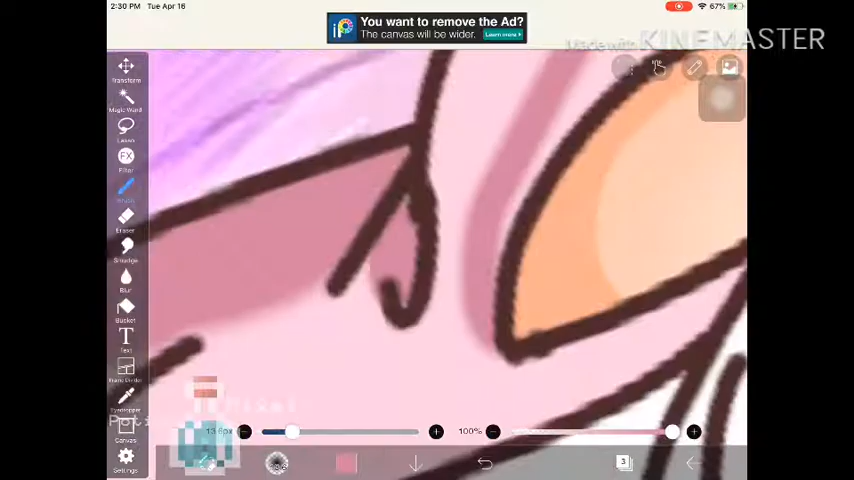 2:30 PM Tue Apr 16
67%
You want to remove the Ad?
The canvas will be wider.
Learn more
Made with KINEMASTER
Transform
Magic Wand
Lasso
FX
Filter
Brush
Eraser
Smudge
Blur
Bucket
T
Text
Frame Divider
Eyedropper
Pixel
Canvas
100%
Settings
3